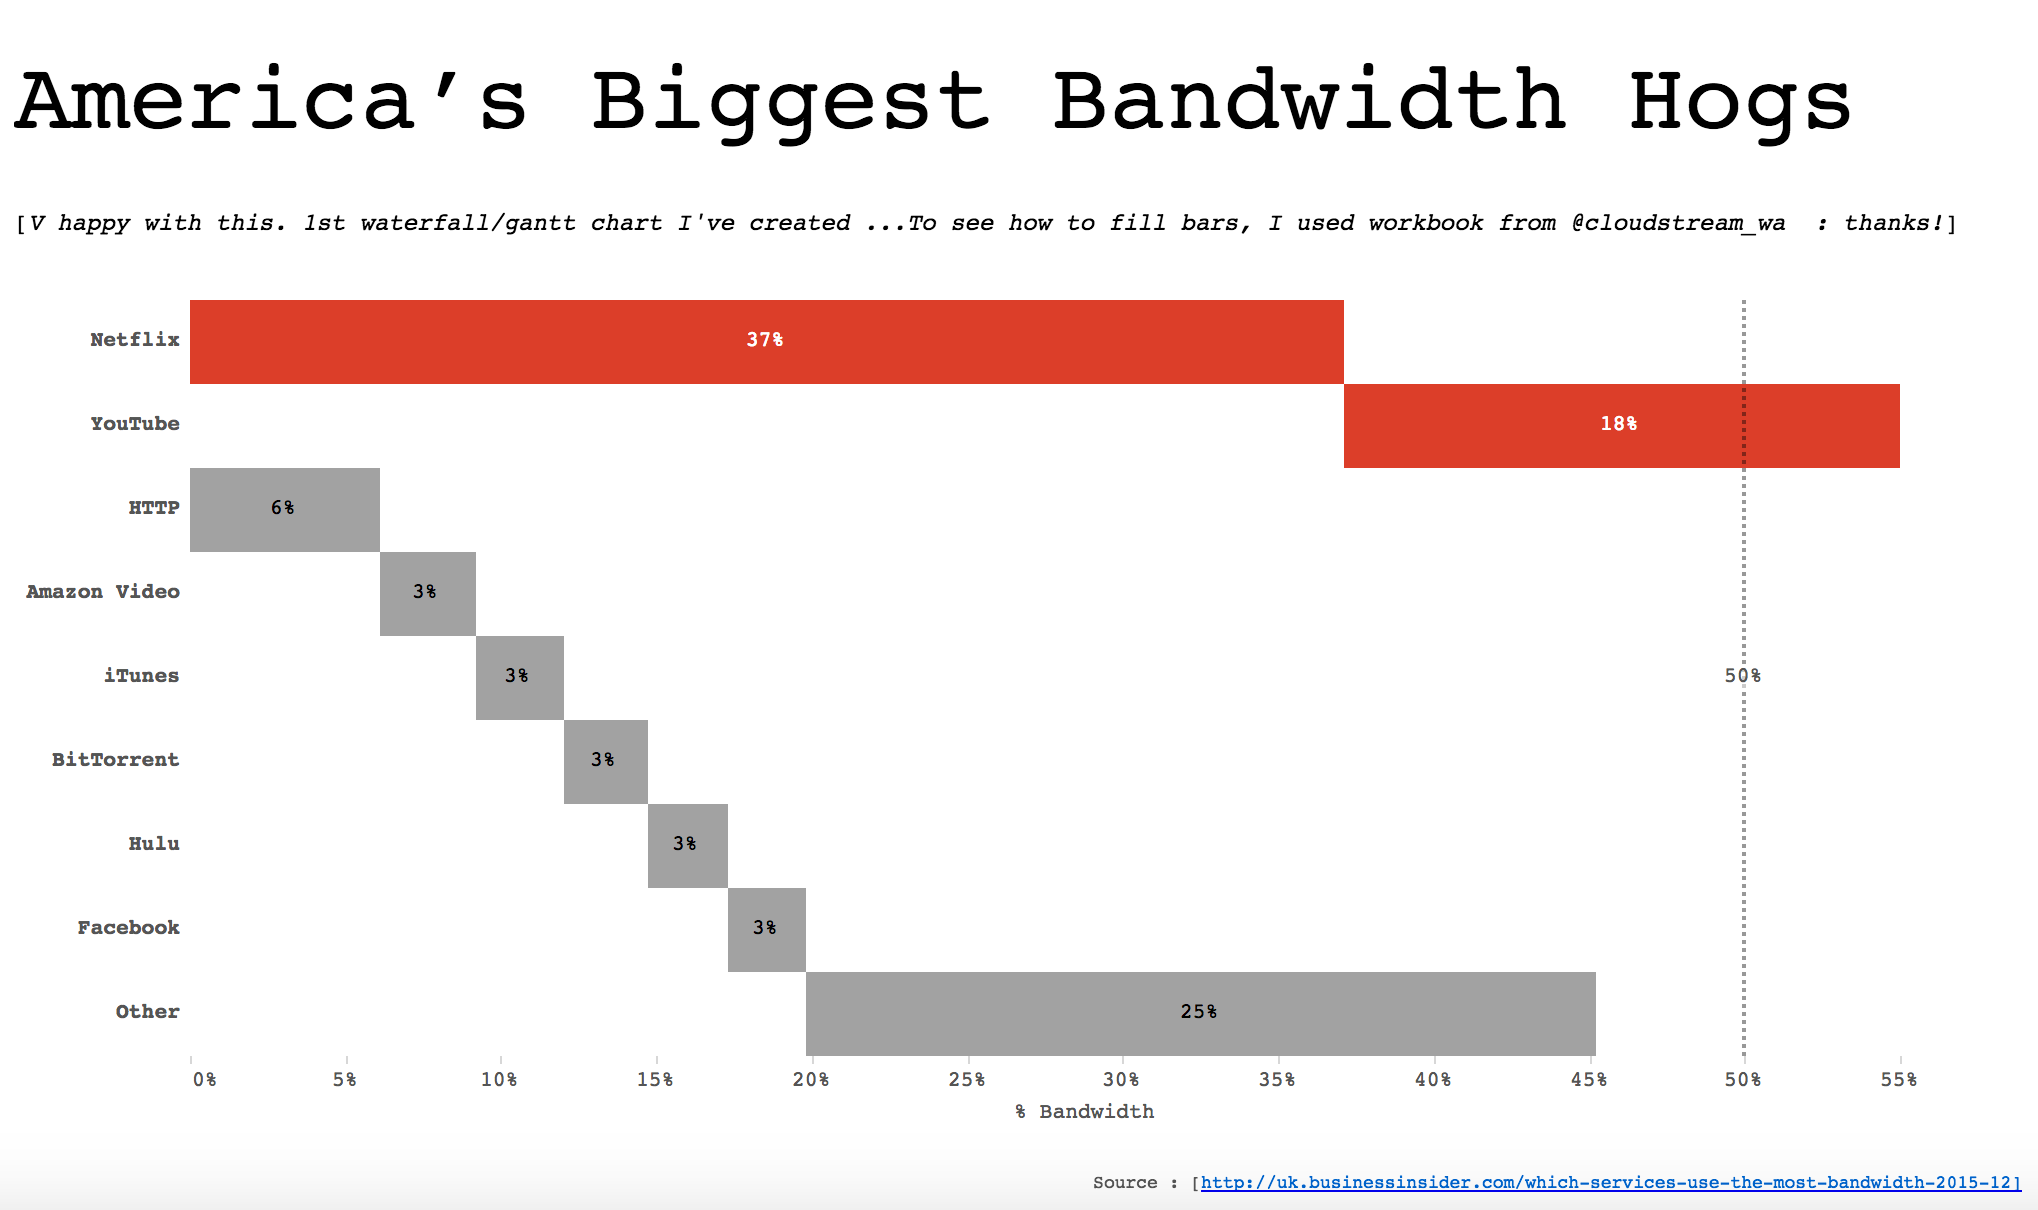 America’s Biggest Bandwidth Hogs
[V happy with this. 1st waterfall/gantt chart I've created ...To see how to fill bars, I used workbook from @cloudstream_wa  : thanks!]
Netflix 37%
YouTube 18%
HTTP 6%
Amazon Video 3%
iTunes 3% 50%
BitTorrent 3%
Hulu 3%
Facebook 3%
Other 25%
0% 5% 10% 15% 20% 25% 30% 35% 40% 45% 50% 55%
% Bandwidth
Source : [http://uk.businessinsider.com/which-services-use-the-most-bandwidth-2015-12]